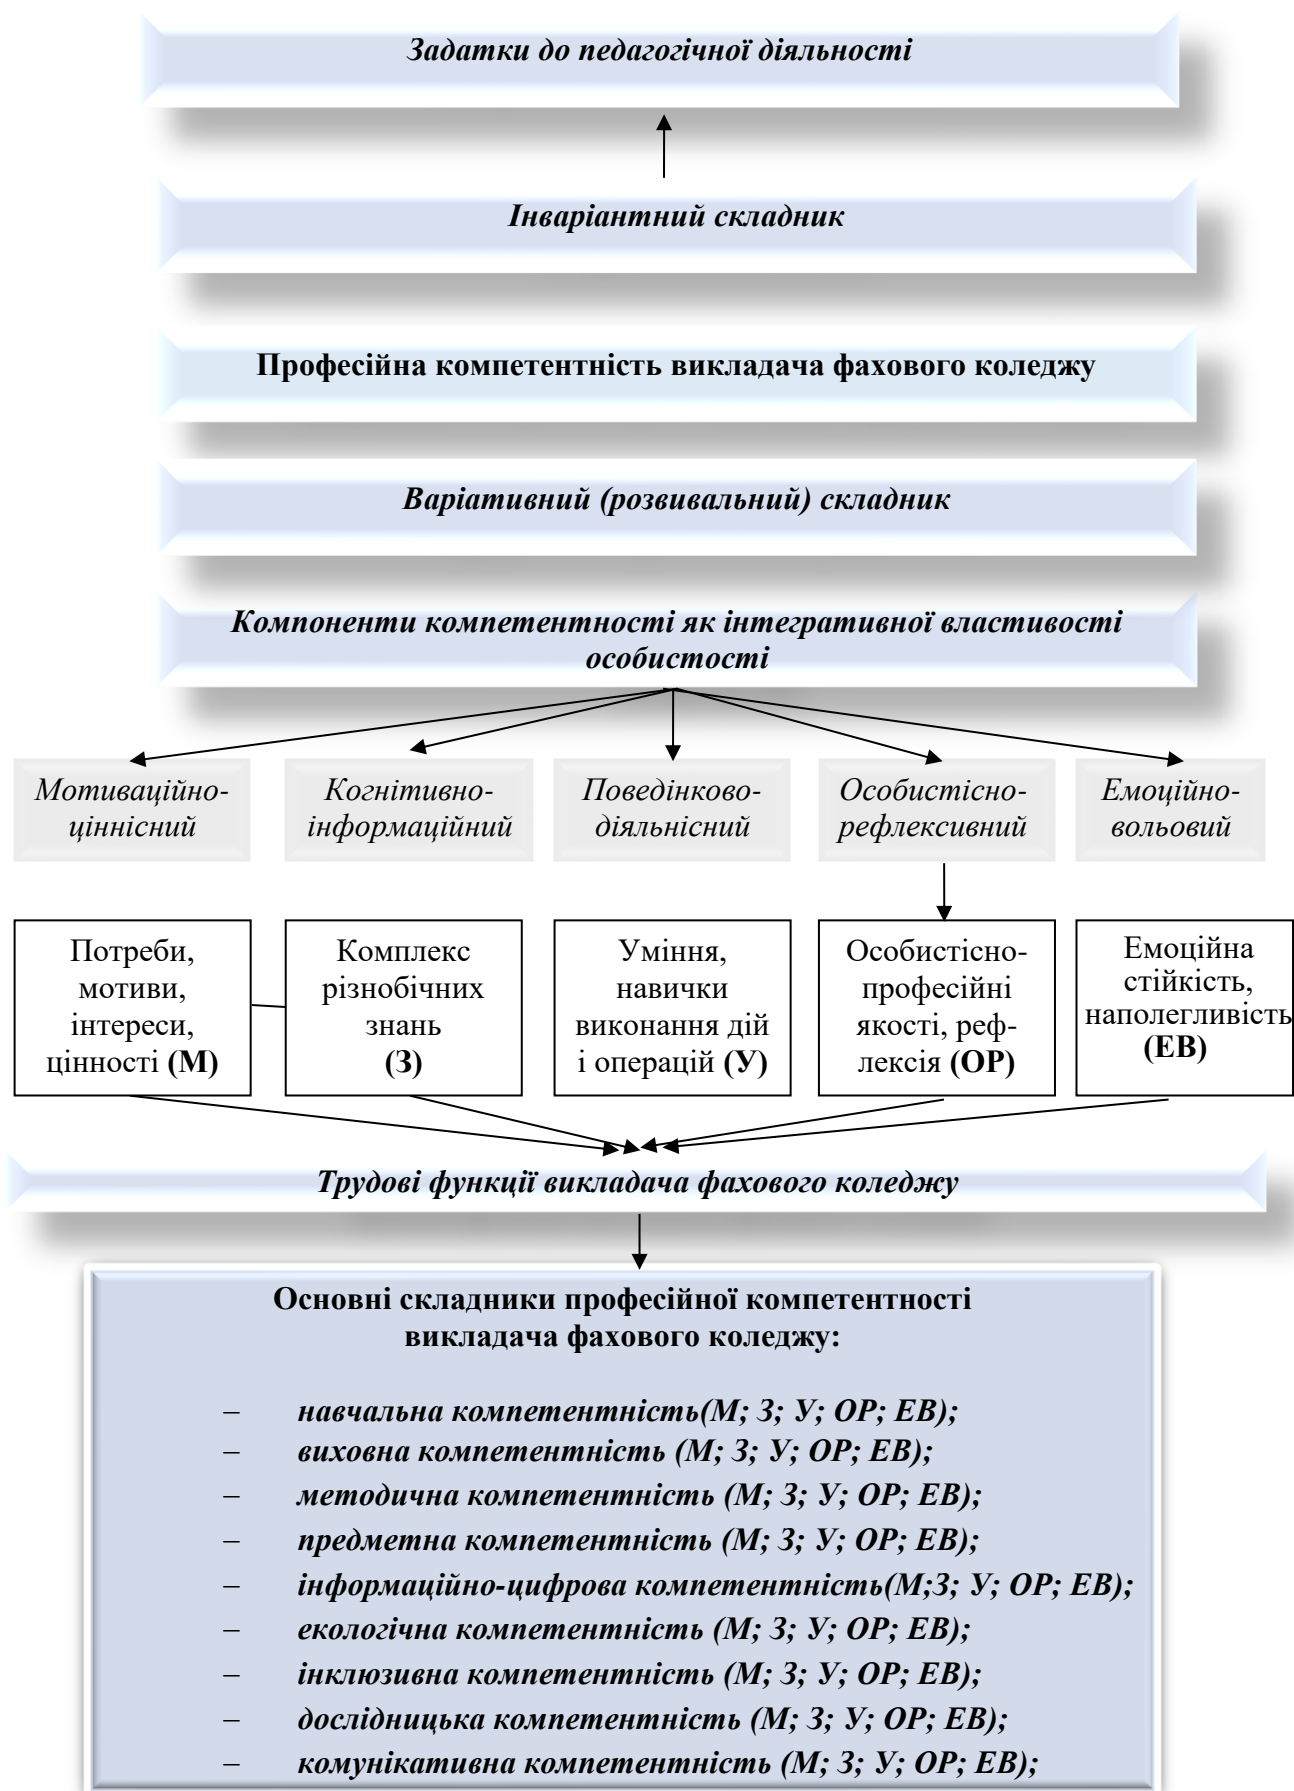 Задатки до педагогічної діяльності
Інваріантний складник
Професійна компетентність викладача фахового коледжу
Варіативний (розвивальний) складник
Компоненти компетентності як інтегративної властивості
особистості
Мотиваційно-
ціннісний
Когнітивно-
інформаційний
Поведінково-
діяльнісний
Особистісно-
рефлексивний
Емоційно-
вольовий
Потреби,
мотиви,
інтереси,
цінності (М)
Комплекс
різнобічних
знань
(З)
Уміння,
навички
виконання дій
і операцій (У)
Особистісно-
професійні
якості, реф-
лексія (ОР)
Емоційна
стійкість,
наполегливість
(ЕВ)
Трудові функції викладача фахового коледжу
Основні складники професійної компетентності
викладача фахового коледжу:
– навчальна компетентність(М; З; У; ОР; ЕВ);
– виховна компетентність (М; З; У; ОР; ЕВ);
– методична компетентність (М; З; У; ОР; ЕВ);
– предметна компетентність (М; З; У; ОР; ЕВ);
– інформаційно-цифрова компетентність(М;З; У; ОР; ЕВ);
– екологічна компетентність (М; З; У; ОР; ЕВ);
– інклюзивна компетентність (М; З; У; ОР; ЕВ);
– дослідницька компетентність (М; З; У; ОР; ЕВ);
– комунікативна компетентність (М; З; У; ОР; ЕВ);